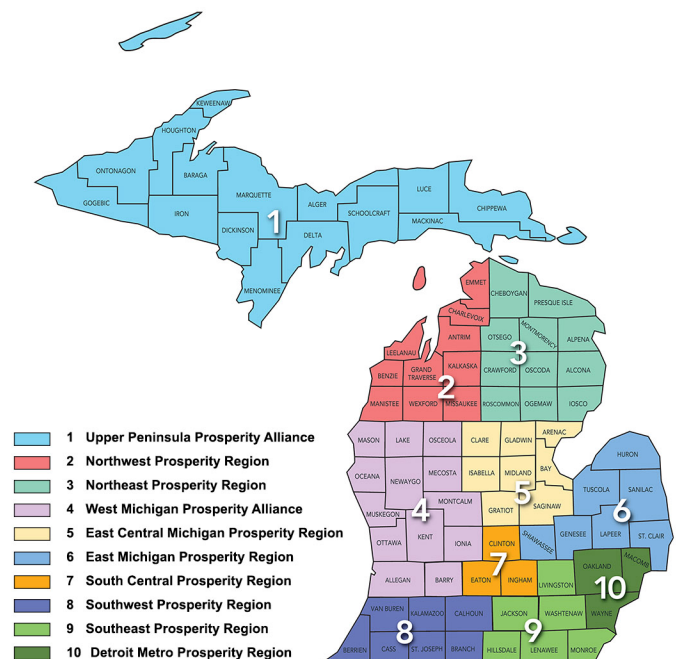 KEWEENAW
HOUGHTON
ONTONAGON
BARAGA
GOGEBIC
IRON
MARQUETTE
DICKINSON
1
MENOMINEE
ALGER
DELTA
SCHOOLCRAFT
LUCE
MACKINAC
CHIPPEWA
EMMET
CHEBOYGAN
PRESQUE ISLE
CHARLEVOIX
ANTRIM
OTSEGO
MONTMORENCY
ALPENA
LEELANAU
3
BENZIE
GRAND
TRAVERSE
KALKASKA
CRAWFORD
OSCODA
ALCONA
2
MANISTEE
WEXFORD
MISSAUKEE
ROSCOMMON
OGEMAW
IOSCO
MASON
LAKE
OSCEOLA
CLARE
GLADWIN
ARENAC
HURON
OCEANA
NEWAYGO
MECOSTA
ISABELLA
MIDLAND
BAY
TUSCOLA
SANILAC
5
MUSKEGON
4
MONTCALM
GRATIOT
SAGINAW
6
OTTAWA
KENT
IONIA
CLINTON
SHIAWASSEE
GENESEE
LAPEER
ST. CLAIR
7
ALLEGAN
BARRY
EATON
INGHAM
LIVINGSTON
OAKLAND
MACOMB
10
VAN BUREN
KALAMAZOO
CALHOUN
JACKSON
WASHTENAW
WAYNE
8
9
BERRIEN
CASS
ST. JOSEPH
BRANCH
HILLSDALE
LENAWEE
MONROE
1 Upper Peninsula Prosperity Alliance
2 Northwest Prosperity Region
3 Northeast Prosperity Region
4 West Michigan Prosperity Alliance
5 East Central Michigan Prosperity Region
6 East Michigan Prosperity Region
7 South Central Prosperity Region
8 Southwest Prosperity Region
9 Southeast Prosperity Region
10 Detroit Metro Prosperity Region